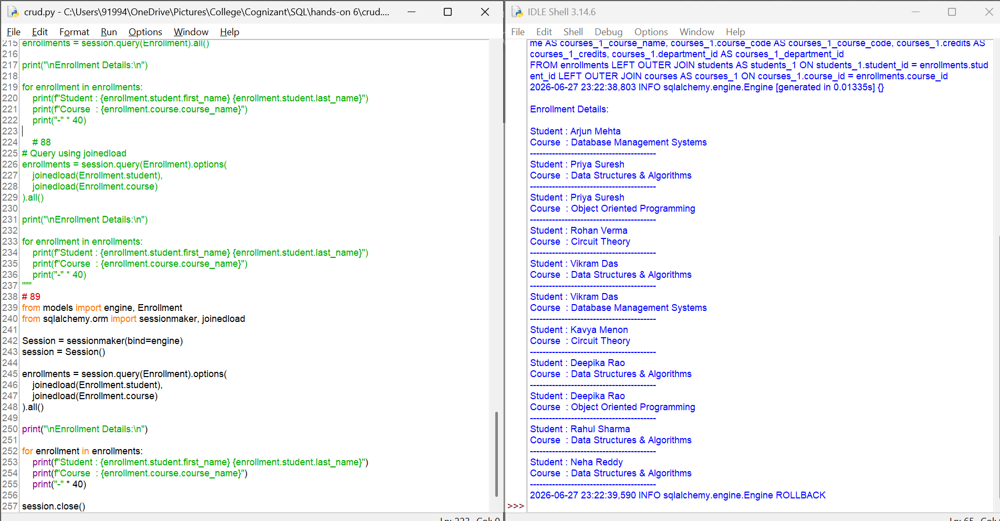 crud.py - C:\Users\91994\OneDrive\Pictures\College\Cognizant\SQL\hands-on 6\crud....
File Edit Format Run Options Window Help
215 enrollments = session.query(Enrollment).all()
216
217 print("\nEnrollment Details:\n")
218
219 for enrollment in enrollments:
220     print(f"Student : {enrollment.student.first_name} {enrollment.student.last_name}")
221     print(f"Course  : {enrollment.course.course_name}")
222     print("-" * 40)
223
224     # 88
225 # Query using joinedload
226 enrollments = session.query(Enrollment).options(
227     joinedload(Enrollment.student),
228     joinedload(Enrollment.course)
229 ).all()
230
231 print("\nEnrollment Details:\n")
232
233 for enrollment in enrollments:
234     print(f"Student : {enrollment.student.first_name} {enrollment.student.last_name}")
235     print(f"Course  : {enrollment.course.course_name}")
236     print("-" * 40)
237 """
238 # 89
239 from models import engine, Enrollment
240 from sqlalchemy.orm import sessionmaker, joinedload
241
242 Session = sessionmaker(bind=engine)
243 session = Session()
244
245 enrollments = session.query(Enrollment).options(
246     joinedload(Enrollment.student),
247     joinedload(Enrollment.course)
248 ).all()
249
250 print("\nEnrollment Details:\n")
251
252 for enrollment in enrollments:
253     print(f"Student : {enrollment.student.first_name} {enrollment.student.last_name}")
254     print(f"Course  : {enrollment.course.course_name}")
255     print("-" * 40)
256
257 session.close()
Ln: 223 Col: 0
IDLE Shell 3.14.6
File Edit Shell Debug Options Window Help
me AS courses_1_course_name, courses_1.course_code AS courses_1_course_code, courses_1.credits AS
courses_1_credits, courses_1.department_id AS courses_1_department_id
FROM enrollments LEFT OUTER JOIN students AS students_1 ON students_1.student_id = enrollments.stud
ent_id LEFT OUTER JOIN courses AS courses_1 ON courses_1.course_id = enrollments.course_id
2026-06-27 23:22:38,803 INFO sqlalchemy.engine.Engine [generated in 0.01335s] {}

Enrollment Details:

Student : Arjun Mehta
Course  : Database Management Systems
----------------------------------------
Student : Priya Suresh
Course  : Data Structures & Algorithms
----------------------------------------
Student : Priya Suresh
Course  : Object Oriented Programming
----------------------------------------
Student : Rohan Verma
Course  : Circuit Theory
----------------------------------------
Student : Vikram Das
Course  : Data Structures & Algorithms
----------------------------------------
Student : Vikram Das
Course  : Database Management Systems
----------------------------------------
Student : Kavya Menon
Course  : Circuit Theory
----------------------------------------
Student : Deepika Rao
Course  : Data Structures & Algorithms
----------------------------------------
Student : Deepika Rao
Course  : Object Oriented Programming
----------------------------------------
Student : Rahul Sharma
Course  : Data Structures & Algorithms
----------------------------------------
Student : Neha Reddy
Course  : Data Structures & Algorithms
----------------------------------------
2026-06-27 23:22:39,590 INFO sqlalchemy.engine.Engine ROLLBACK
>>>
Ln: 65 Col: